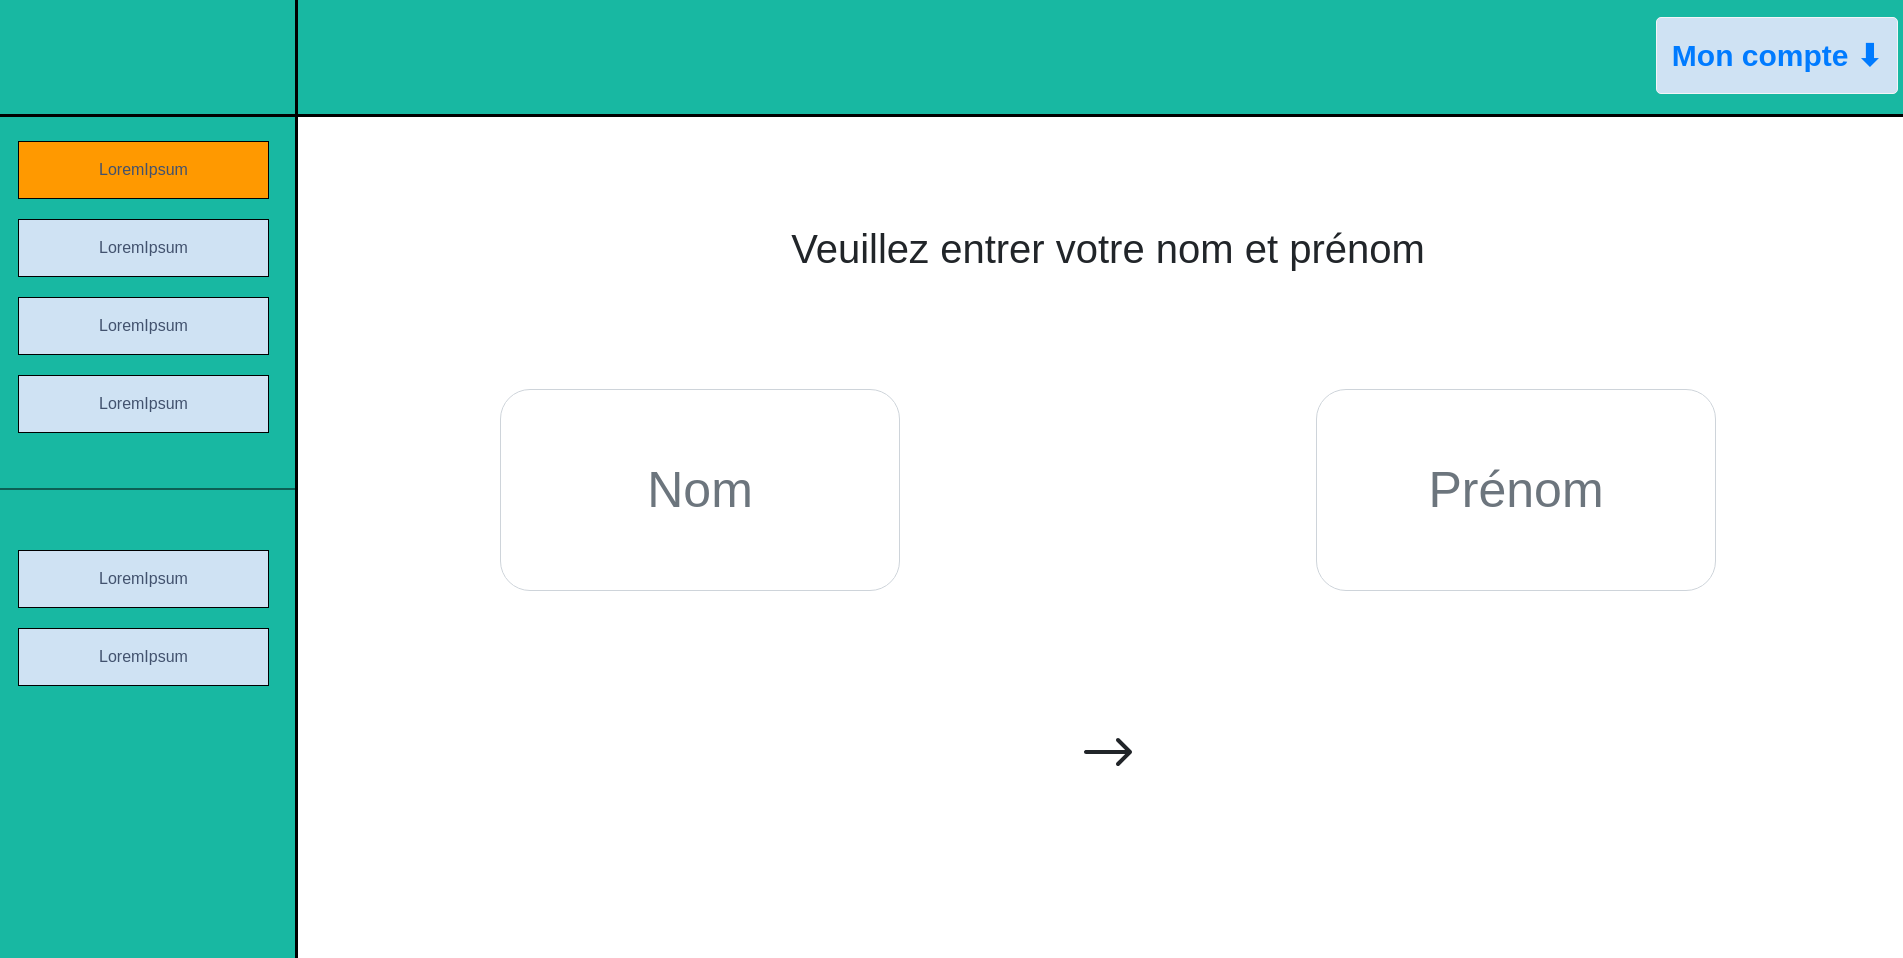 Mon compte ⬇
LoremIpsum
LoremIpsum
LoremIpsum
LoremIpsum
LoremIpsum
LoremIpsum
Veuillez entrer votre nom et prénom
Nom
Prénom